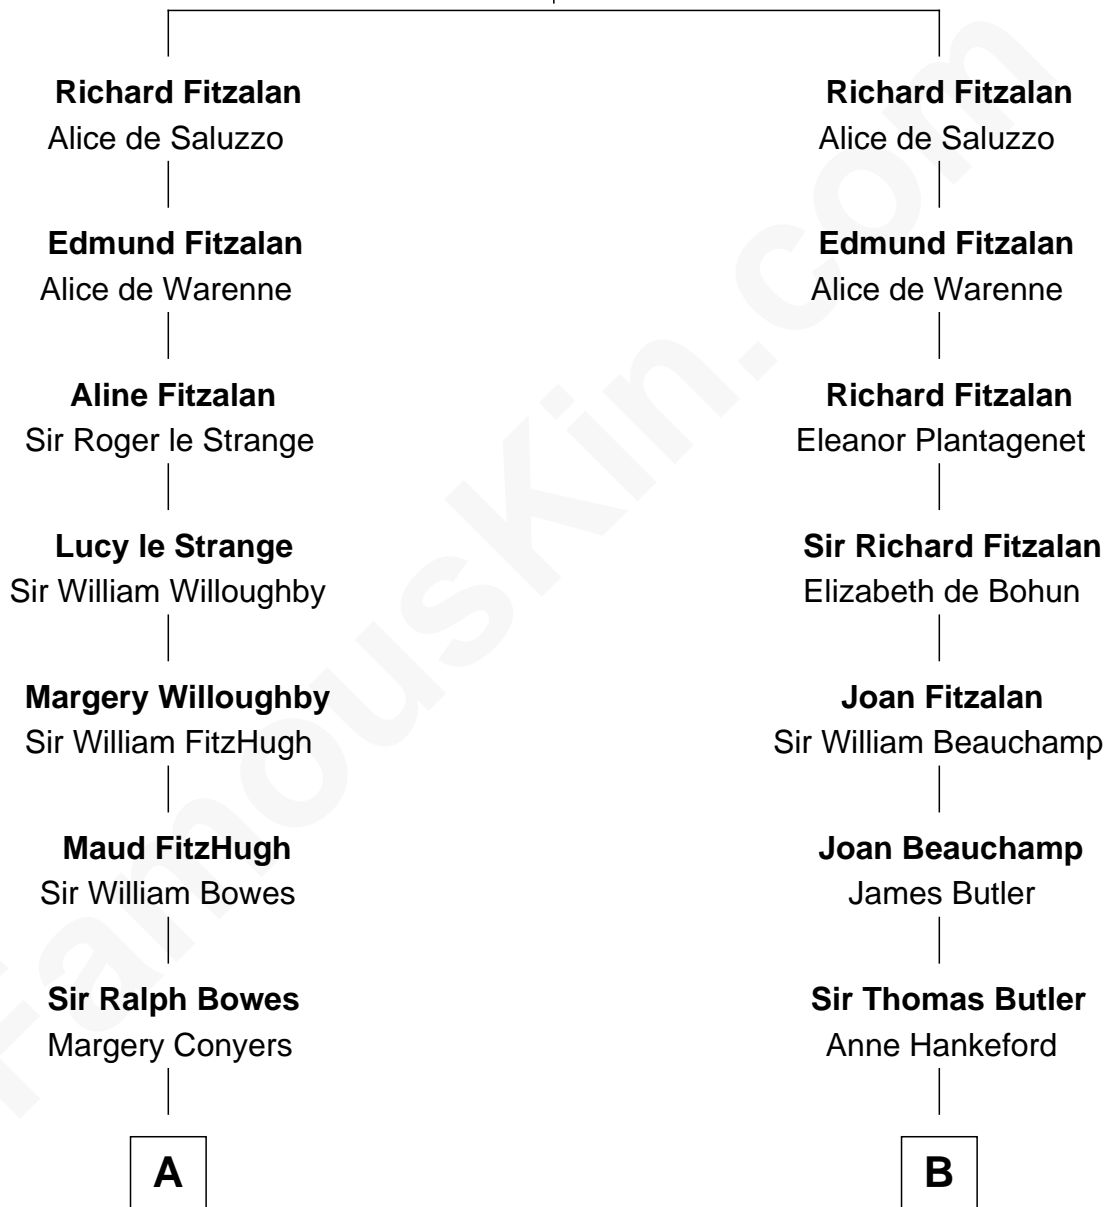 Richard Fitzalan
Alice de Saluzzo
Edmund Fitzalan
Alice de Warenne
Aline Fitzalan
Sir Roger le Strange
Lucy le Strange
Sir William Willoughby
Margery Willoughby
Sir William FitzHugh
Maud FitzHugh
Sir William Bowes
Sir Ralph Bowes
Margery Conyers
A
Richard Fitzalan
Alice de Saluzzo
Edmund Fitzalan
Alice de Warenne
Richard Fitzalan
Eleanor Plantagenet
Sir Richard Fitzalan
Elizabeth de Bohun
Joan Fitzalan
Sir William Beauchamp
Joan Beauchamp
James Butler
Sir Thomas Butler
Anne Hankeford
B
FamousKin.com